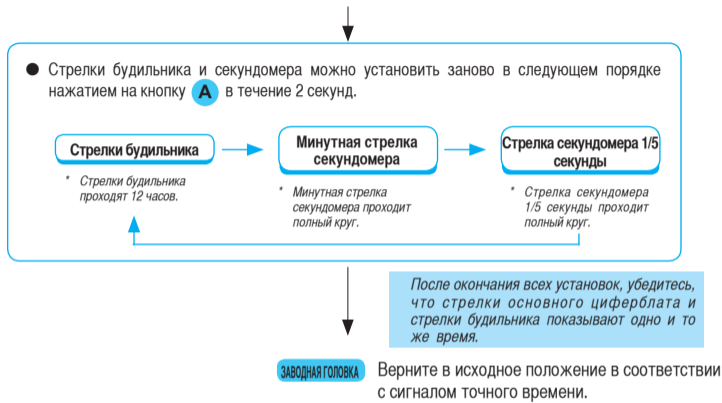 ● Стрелки будильника и секундомера можно установить заново в следующем порядке
нажатием на кнопку A в течение 2 секунд.
Стрелки будильника
* Стрелки будильника
проходят 12 часов.
Минутная стрелка
секундомера
* Минутная стрелка
секундомера проходит
полный круг.
Стрелка секундомера 1/5
секунды
* Стрелка секундомера
1/5 секунды проходит
полный круг.
После окончания всех установок, убедитесь,
что стрелки основного циферблата и
стрелки будильника показывают одно и то
же время.
ЗАВОДНАЯ ГОЛОВКА Верните в исходное положение в соответствии
с сигналом точного времени.